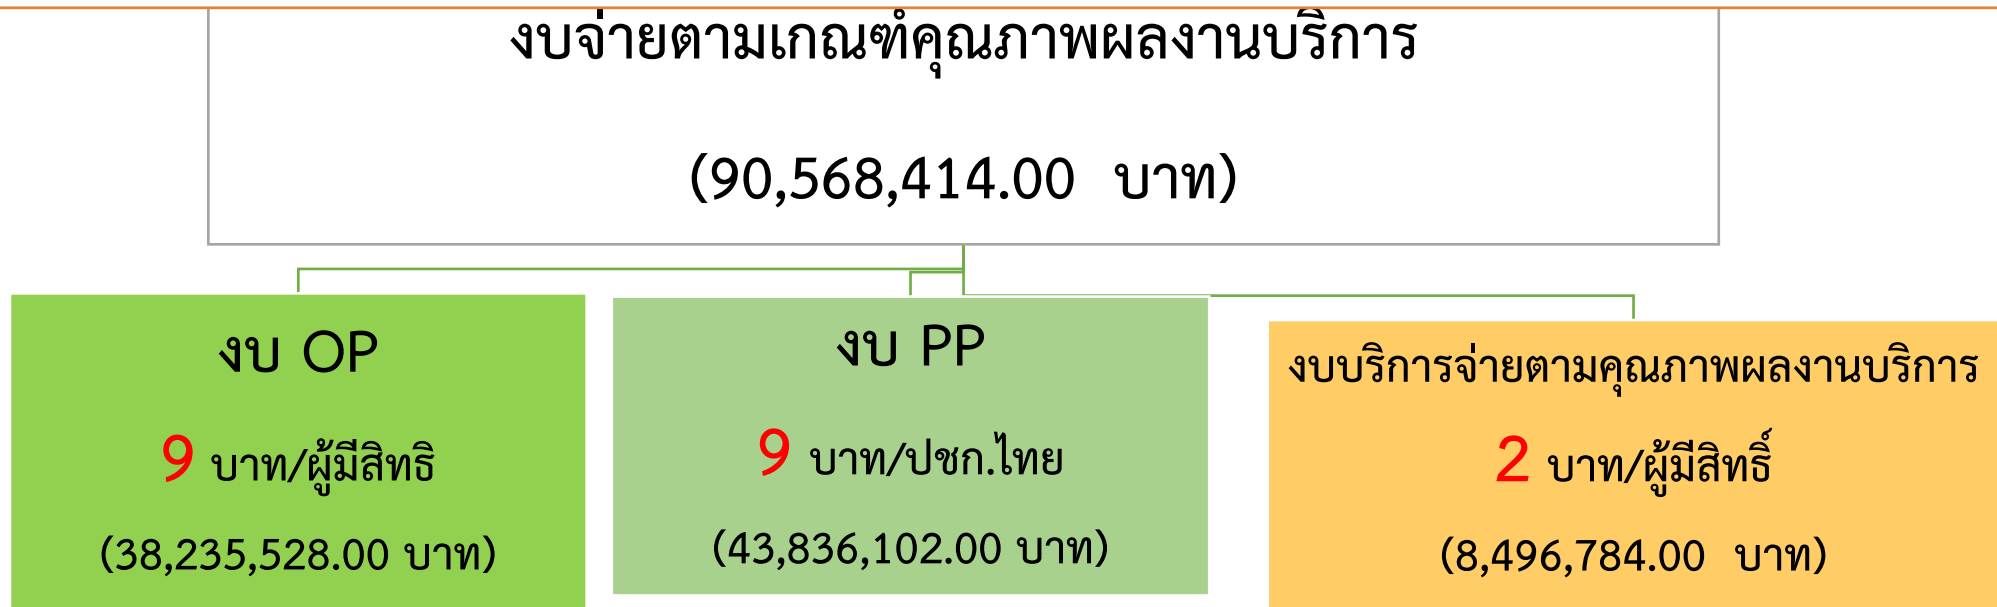 งบจ่ายตามเกณฑ์คุณภาพผลงานบริการ
(90,568,414.00 บาท)
งบ OP
9 บาท/ผู้มีสิทธิ
(38,235,528.00 บาท)
งบ PP
9 บาท/ปชก.ไทย
(43,836,102.00 บาท)
งบบริการจ่ายตามคุณภาพผลงานบริการ
2 บาท/ผู้มีสิทธิ์
(8,496,784.00 บาท)